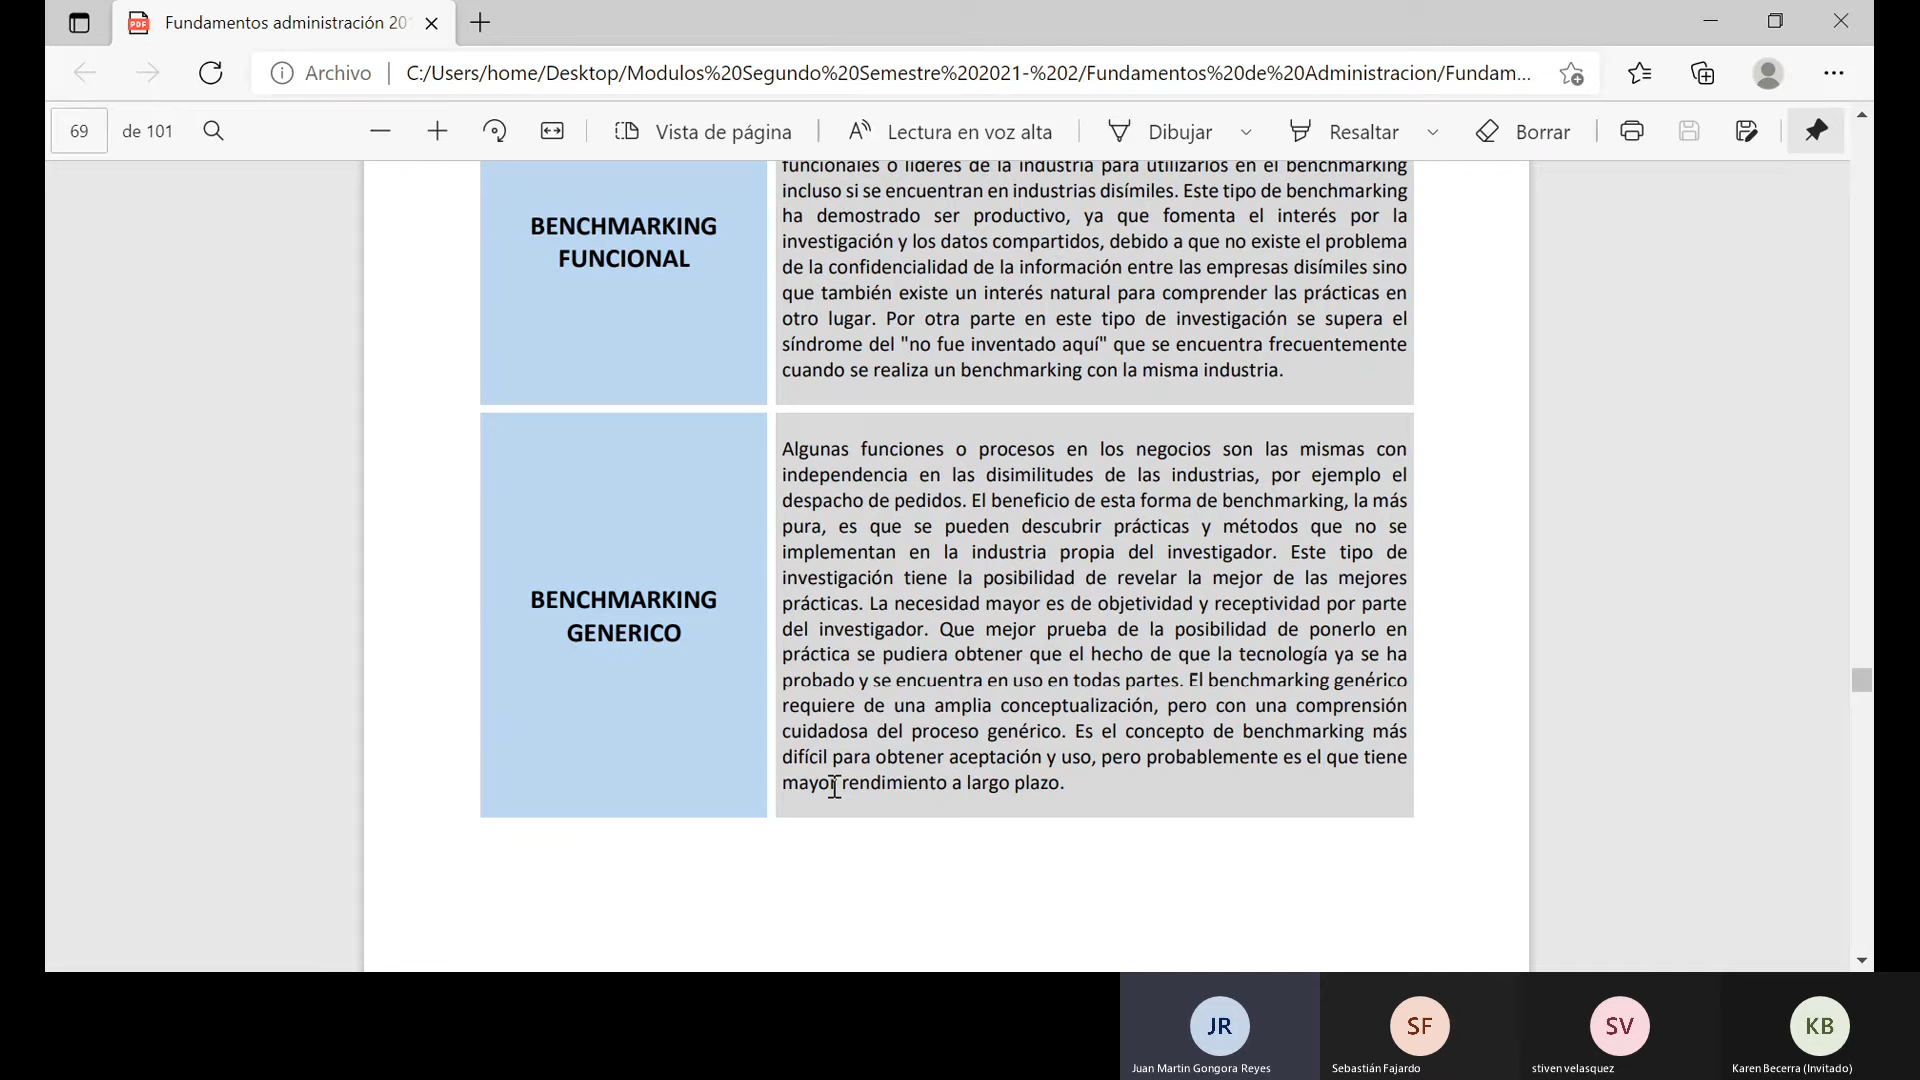 Fundamentos administración 20
Archivo
C:/Users/home/Desktop/Modulos%20Segundo%20Semestre%202021-%202/Fundamentos%20de%20Administracion/Fundam...
69
de 101
Vista de página
Lectura en voz alta
Dibujar
Resaltar
Borrar
BENCHMARKING
FUNCIONAL
funcionales o líderes de la industria para utilizarlos en el benchmarking
incluso si se encuentran en industrias disímiles. Este tipo de benchmarking
ha demostrado ser productivo, ya que fomenta el interés por la
investigación y los datos compartidos, debido a que no existe el problema
de la confidencialidad de la información entre las empresas disímiles sino
que también existe un interés natural para comprender las prácticas en
otro lugar. Por otra parte en este tipo de investigación se supera el
síndrome del "no fue inventado aquí" que se encuentra frecuentemente
cuando se realiza un benchmarking con la misma industria.
BENCHMARKING
GENERICO
Algunas funciones o procesos en los negocios son las mismas con
independencia en las disimilitudes de las industrias, por ejemplo el
despacho de pedidos. El beneficio de esta forma de benchmarking, la más
pura, es que se pueden descubrir prácticas y métodos que no se
implementan en la industria propia del investigador. Este tipo de
investigación tiene la posibilidad de revelar la mejor de las mejores
prácticas. La necesidad mayor es de objetividad y receptividad por parte
del investigador. Que mejor prueba de la posibilidad de ponerlo en
práctica se pudiera obtener que el hecho de que la tecnología ya se ha
probado y se encuentra en uso en todas partes. El benchmarking genérico
requiere de una amplia conceptualización, pero con una comprensión
cuidadosa del proceso genérico. Es el concepto de benchmarking más
difícil para obtener aceptación y uso, pero probablemente es el que tiene
mayor rendimiento a largo plazo.
JR
SF
SV
KB
Juan Martin Gongora Reyes
Sebastián Fajardo
stiven velasquez
Karen Becerra (Invitado)